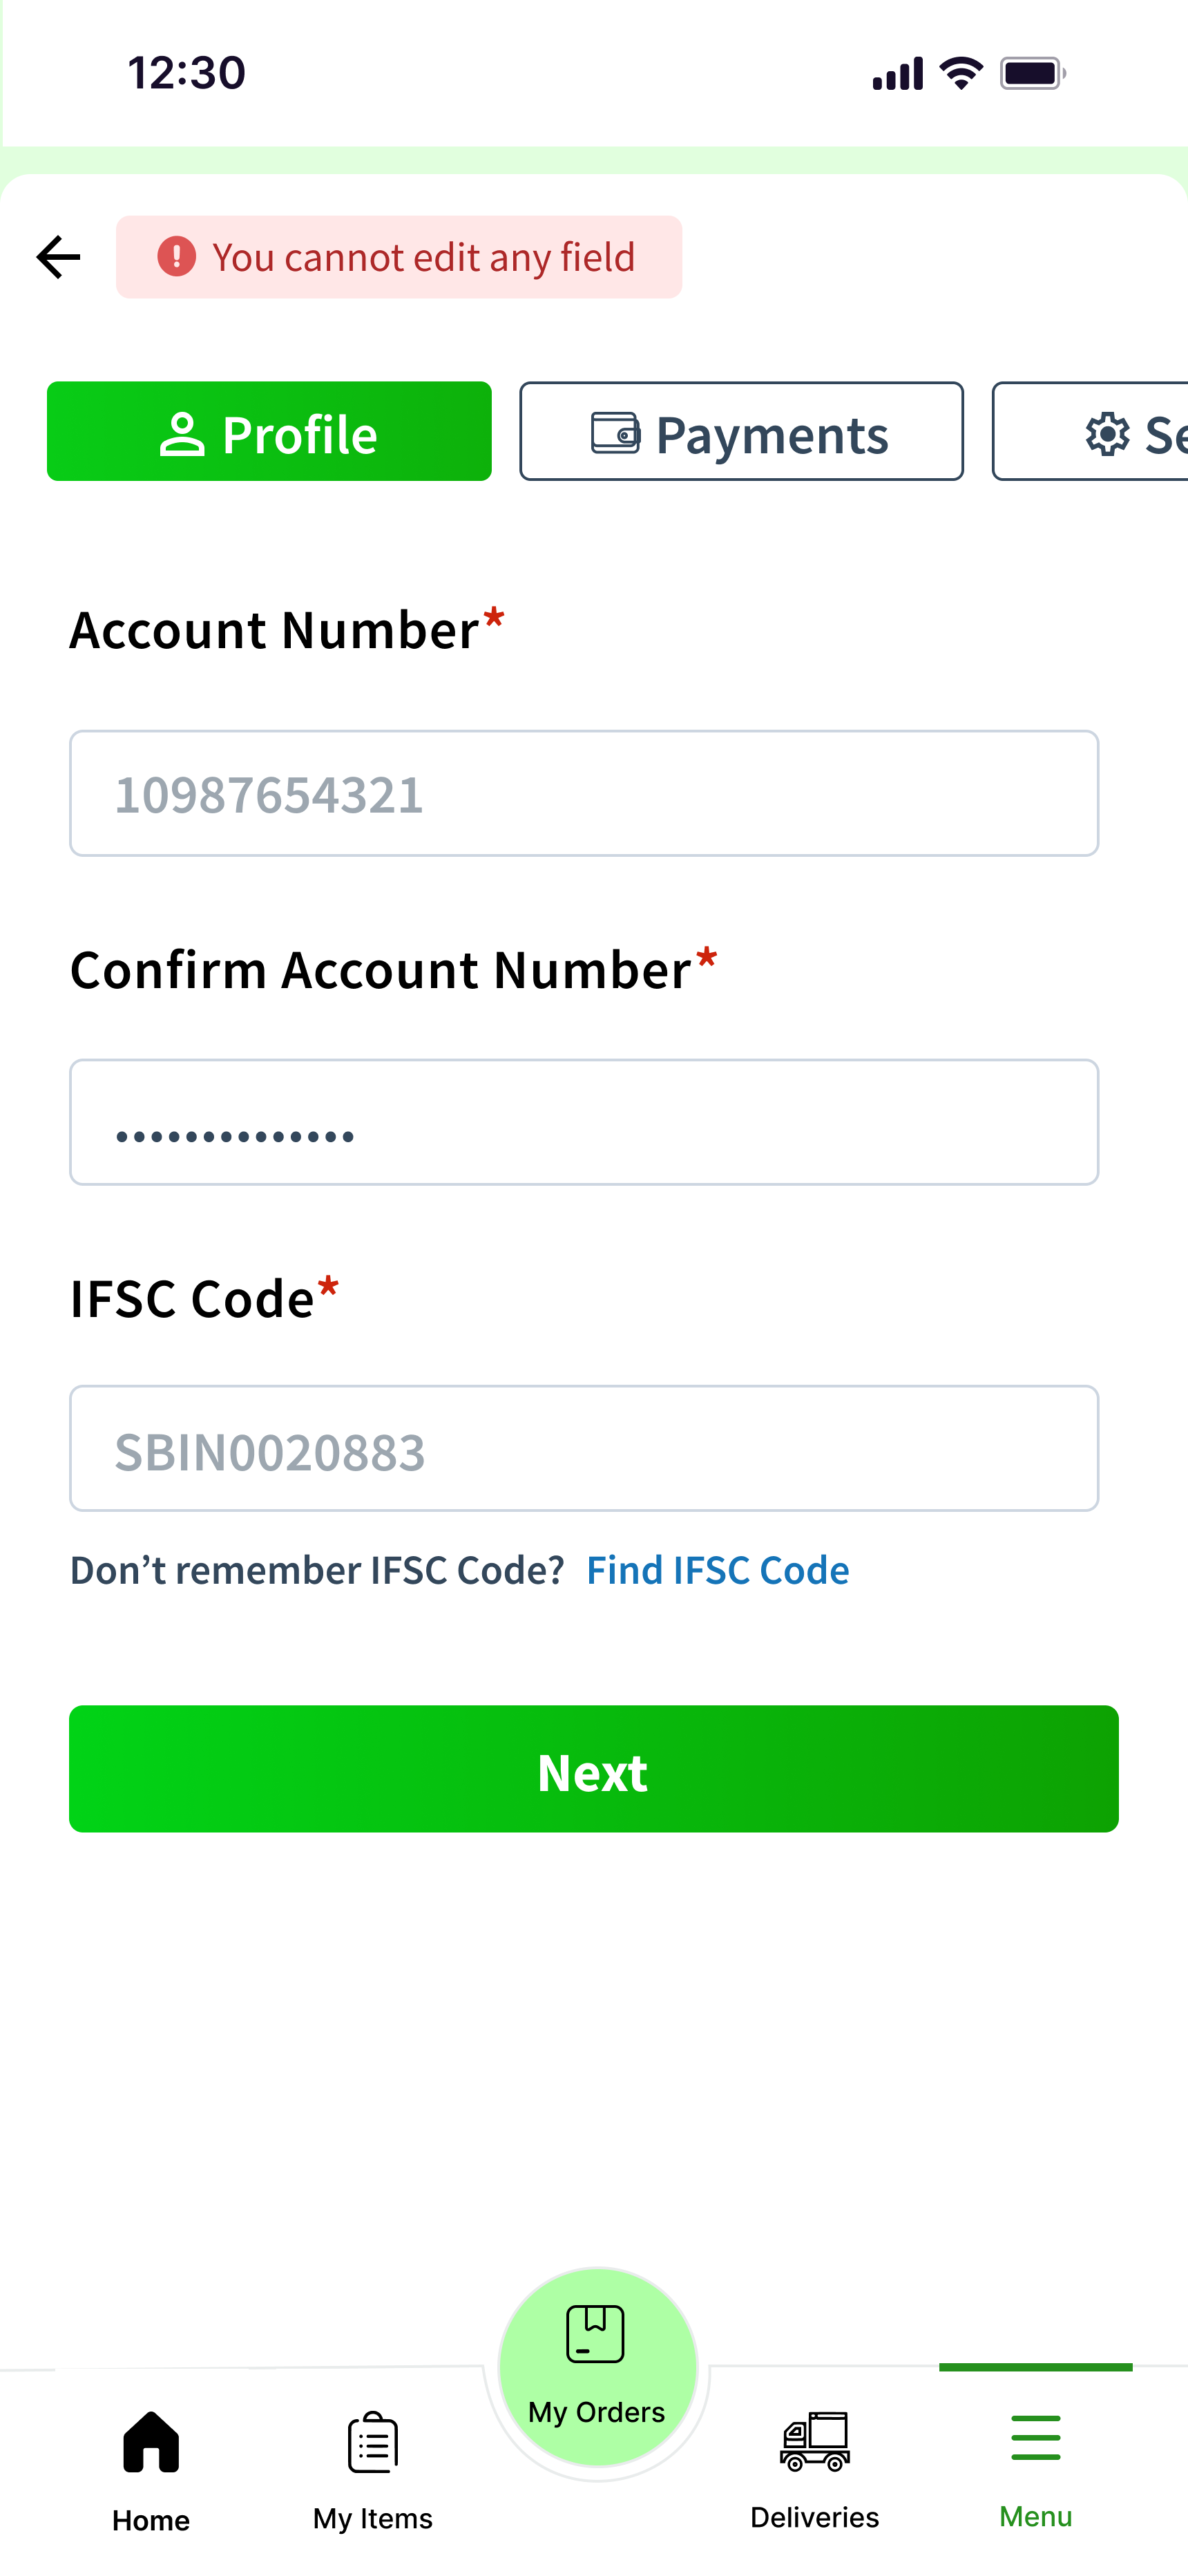 12:30
You cannot edit any field
Profile
Payments
Se
Account Number*
10987654321
Confirm Account Number*
••••••••••••••
IFSC Code*
SBIN0020883
Don’t remember IFSC Code? Find IFSC Code
Next
My Orders
Home
My Items
Deliveries
Menu